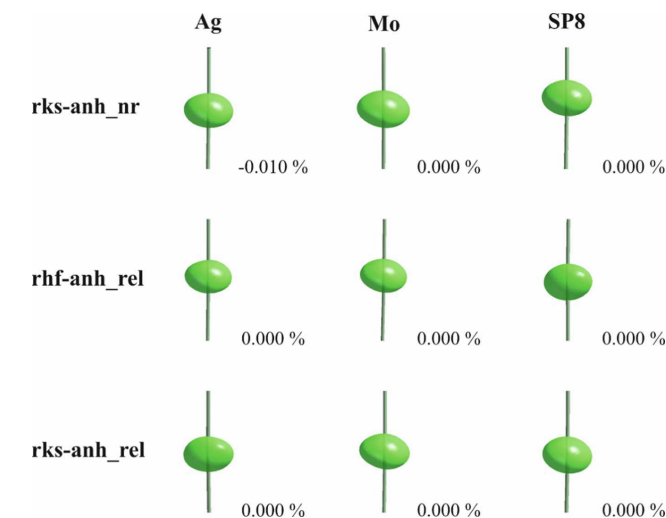 Ag Mo SP8
rks-anh_nr
-0.010 % 0.000 % 0.000 %
rhf-anh_rel
0.000 % 0.000 % 0.000 %
rks-anh_rel
0.000 % 0.000 % 0.000 %